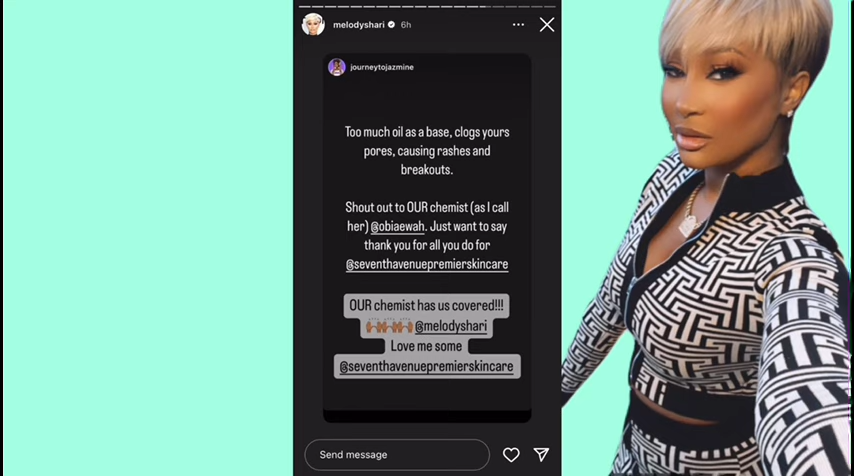 melodyshari 6h
journeytojazmine
Too much oil as a base, clogs yours
pores, causing rashes and
breakouts.
Shout out to OUR chemist (as I call
her) @obiaewah. Just want to say
thank you for all you do for
@seventhavenuepremierskincare
OUR chemist has us covered!!!
🙌🏽🙌🏽🙌🏽@melodyshari
Love me some
@seventhavenuepremierskincare
Send message